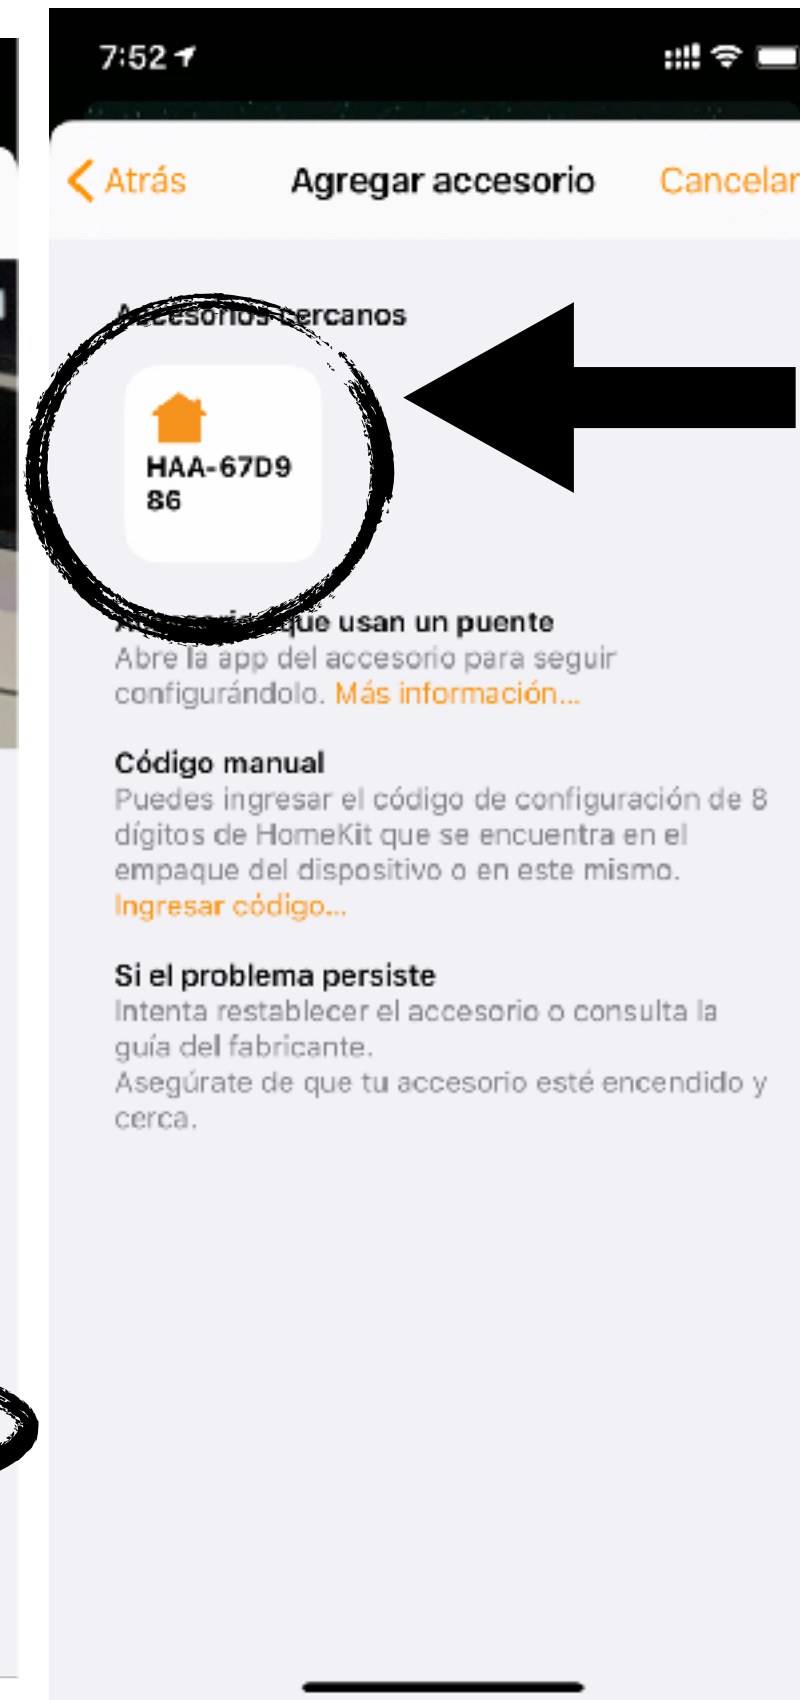 7:52
Atrás
Agregar accesorio
Cancelar
Accesorios cercanos
HAA-67D9
86
que usan un puente
Abre la app del accesorio para seguir
configurándolo. Más información...
Código manual
Puedes ingresar el código de configuración de 8
dígitos de HomeKit que se encuentra en el
empaque del dispositivo o en este mismo.
Ingresar código...
Si el problema persiste
Intenta restablecer el accesorio o consulta la
guía del fabricante.
Asegúrate de que tu accesorio esté encendido y
cerca.